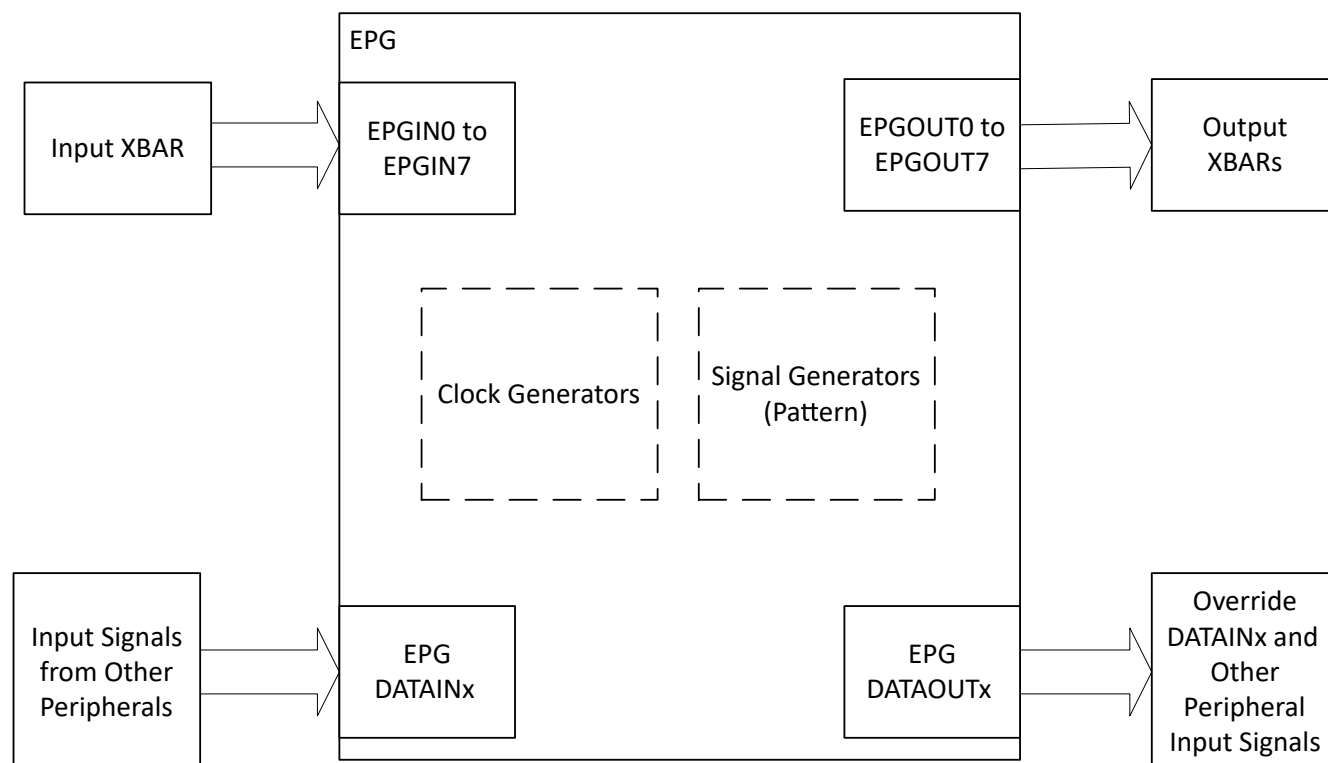 EPG
Input XBAR
EPGIN0 to
EPGIN7
EPGOUT0 to
EPGOUT7
Output
XBARs
Clock Generators
Signal Generators
(Pattern)
Input Signals
from Other
Peripherals
EPG
DATAINx
EPG
DATAOUTx
Override
DATAINx and
Other
Peripheral
Input Signals